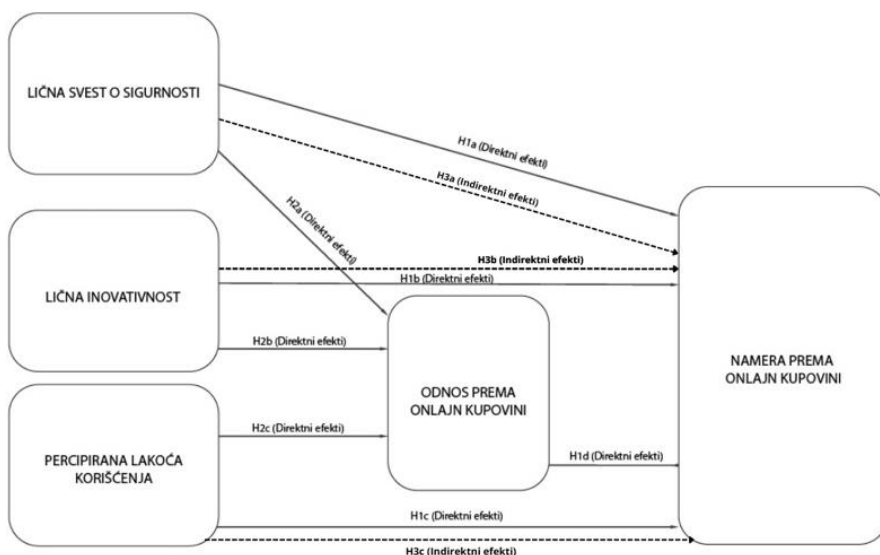 LIČNA SVEST O SIGURNOSTI
H1a (Direktni efekti)
H3a (Indirektni efekti)
H2a (Direktni efekti)
H3b (Indirektni efekti)
H1b (Direktni efekti)
LIČNA INOVATIVNOST
H2b (Direktni efekti)
ODNOS PREMA
ONLAJN KUPOVINI
NAMERA PREMA
ONLAJN KUPOVINI
H2c (Direktni efekti)
PERCIPIRANA LAKOĆA
KORIŠĆENJA
H1d (Direktni efekti)
H1c (Direktni efekti)
H3c (Indirektni efekti)